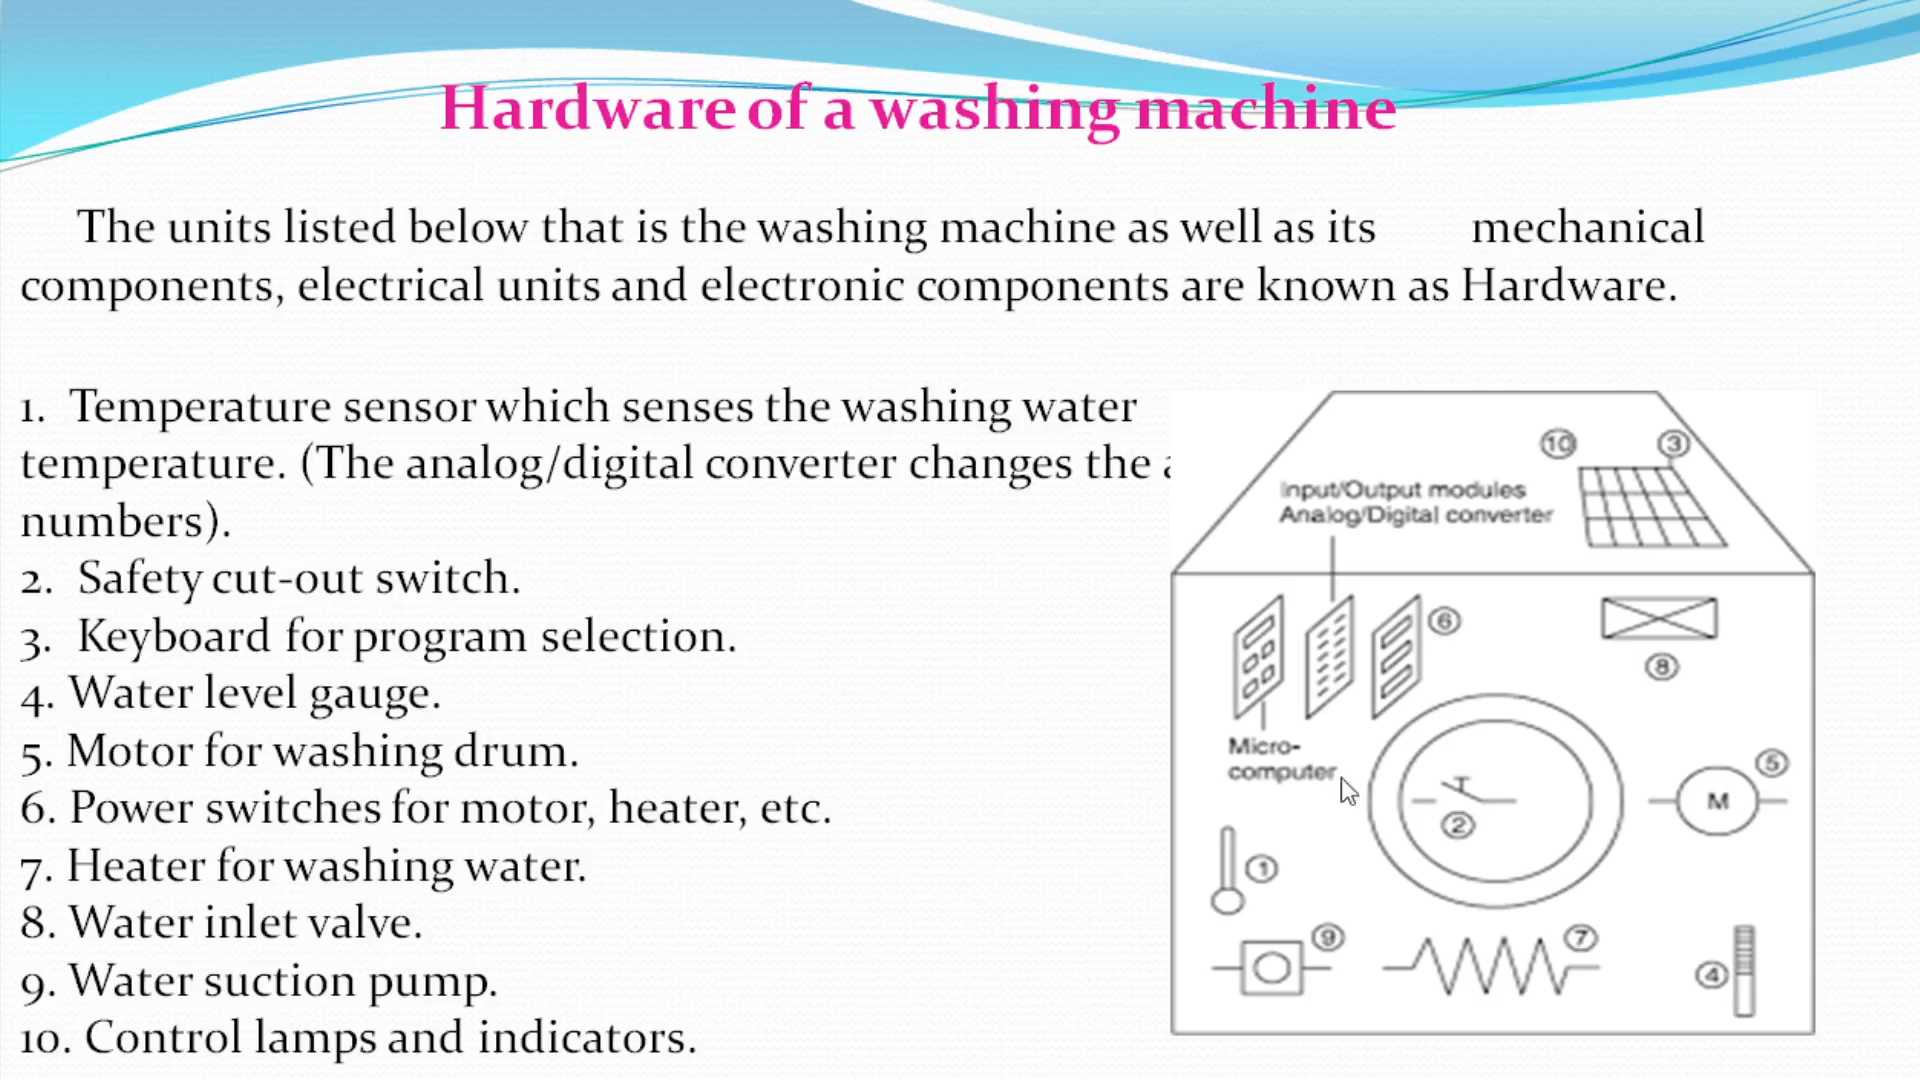 Hardware of a washing machine
The units listed below that is the washing machine as well as its mechanical
components, electrical units and electronic components are known as Hardware.
1. Temperature sensor which senses the washing water
temperature. (The analog/digital converter changes the
numbers).
2. Safety cut-out switch.
3. Keyboard for program selection.
4. Water level gauge.
5. Motor for washing drum.
6. Power switches for motor, heater, etc.
7. Heater for washing water.
8. Water inlet valve.
9. Water suction pump.
10. Control lamps and indicators.
10 3
Input/Output modules
Analog/Digital converter
6
8
Micro-
computer
5
M
2
1
9
7
4